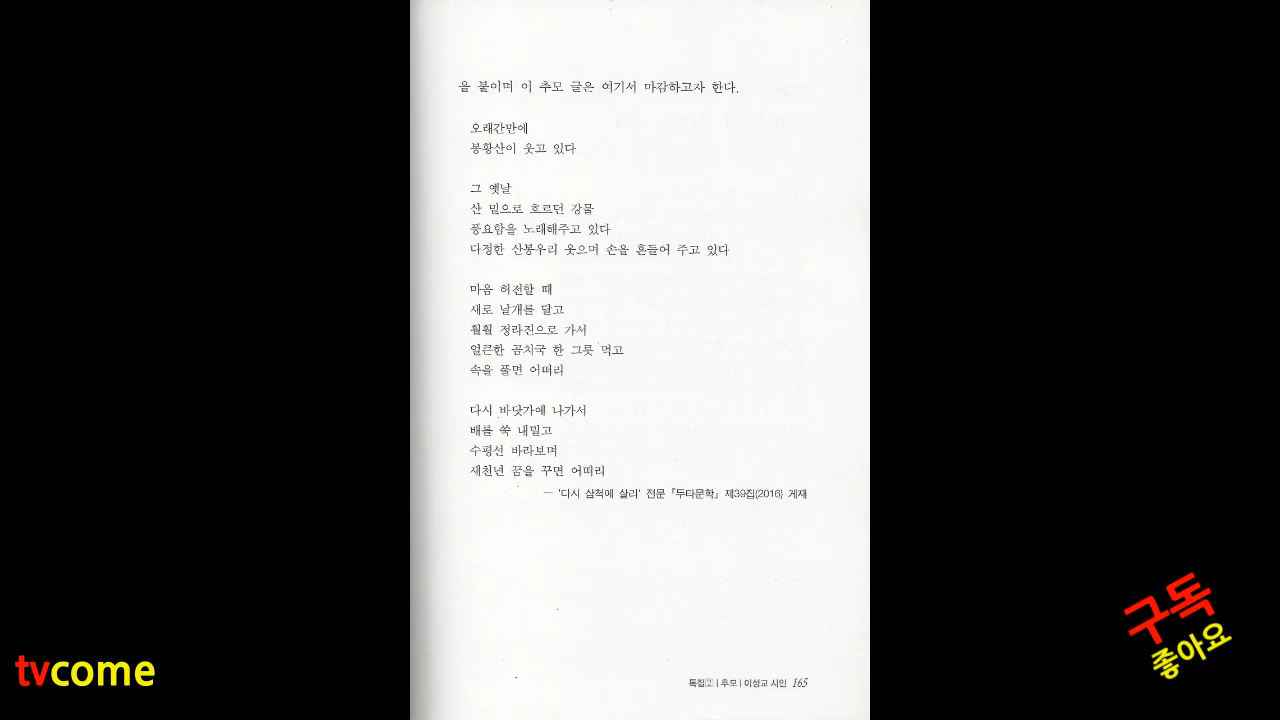 을 붙이며 이 추모 글은 여기서 마감하고자 한다.
오래간만에
봉황산이 웃고 있다
그 옛날
산 밑으로 흐르던 강물
풍요함을 노래해주고 있다
다정한 산봉우리 웃으며 손을 흔들어 주고 있다
마음 허전할 때
새로 날개를 달고
훨훨 정라진으로 가서
얼큰한 곰치국 한 그릇 먹고
속을 풀면 어떠리
다시 바닷가에 나가서
배를 쑥 내밀고
수평선 바라보며
새친년 꿈을 꾸면 어떠리
— '다시 삼척에 살리' 전문 『두타문학』 제39집(2016) 게재
특집② | 추모 | 이성교 시인 165
tvcome
구독
좋아요